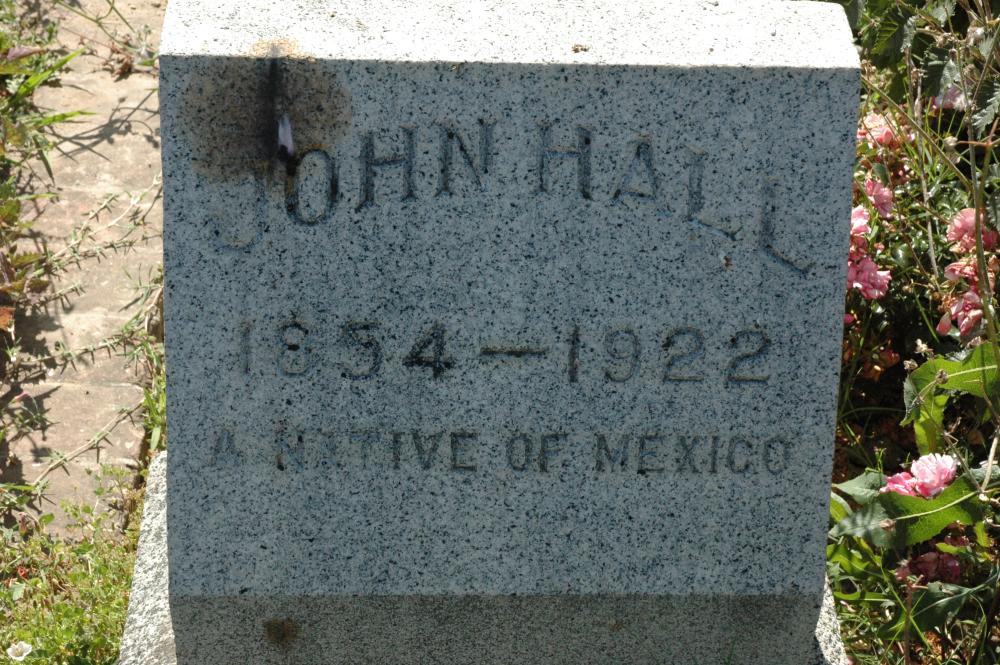 JOHN HALL
1854 — 1922
A NATIVE OF MEXICO